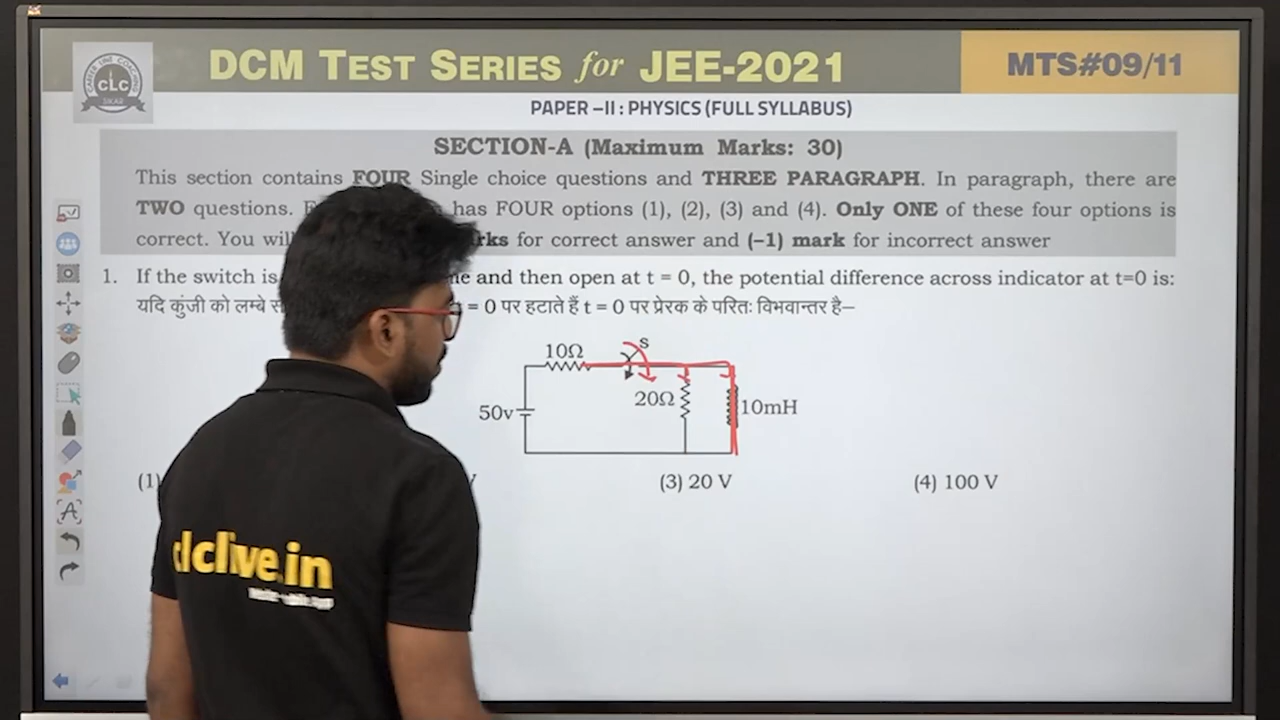 DCM TEST SERIES for JEE-2021
MTS#09/11
CLC
SIKAR
PAPER –II : PHYSICS (FULL SYLLABUS)
SECTION-A (Maximum Marks: 30)
This section contains FOUR Single choice questions and THREE PARAGRAPH. In paragraph, there are
TWO questions. has FOUR options (1), (2), (3) and (4). Only ONE of these four options is
correct. You for correct answer and (–1) mark for incorrect answer
1. If the switch is and then open at t = 0, the potential difference across indicator at t=0 is:
यदि कुंजी को लम्बे = 0 पर हटाते हैं t = 0 पर प्रेरक के परितः विभवान्तर है–
S
10Ω
20Ω
50v
10mH
(1)
(3) 20 V
(4) 100 V
clclive.in